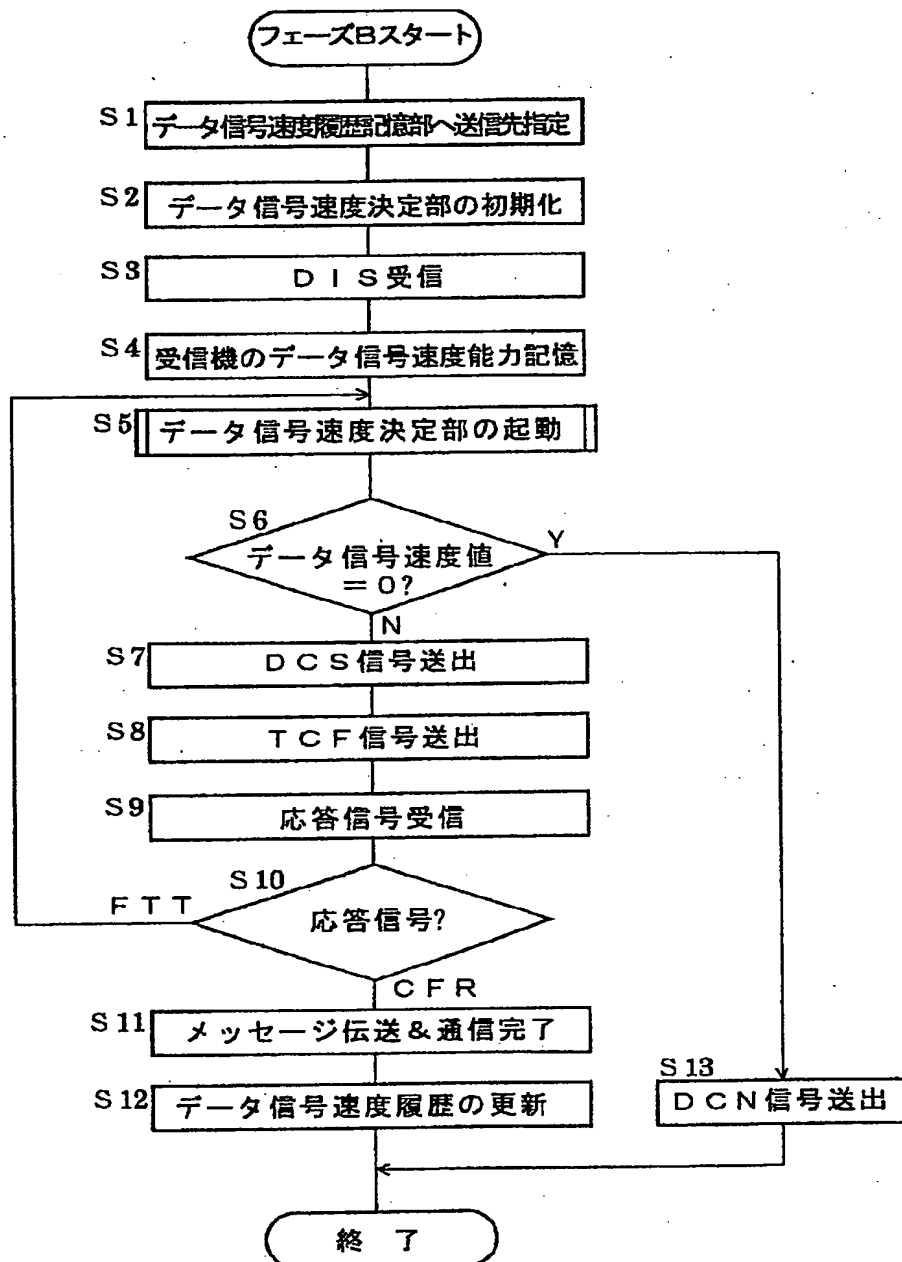 フェーズBスタート
S1
データ信号速度履歴記憶部へ送信先指定
S2
データ信号速度決定部の初期化
S3
DIS受信
S4
受信機のデータ信号速度能力記憶
S5
データ信号速度決定部の起動
S6
Y
データ信号速度値
=0?
N
S7
DCS信号送出
S8
TCF信号送出
S9
応答信号受信
S10
FTT
応答信号?
CFR
S11
メッセージ伝送&通信完了
S13
S12
データ信号速度履歴の更新
DCN信号送出
終了